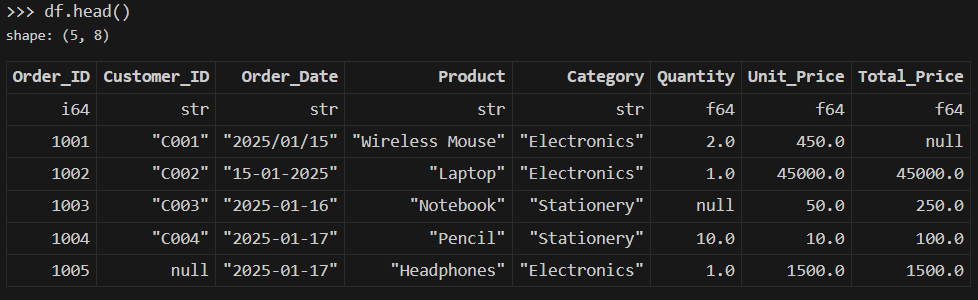 >>> df.head()
shape: (5, 8)
Order_ID Customer_ID Order_Date Product Category Quantity Unit_Price Total_Price
i64 str str str str f64 f64 f64
1001 "C001" "2025/01/15" "Wireless Mouse" "Electronics" 2.0 450.0 null
1002 "C002" "15-01-2025" "Laptop" "Electronics" 1.0 45000.0 45000.0
1003 "C003" "2025-01-16" "Notebook" "Stationery" null 50.0 250.0
1004 "C004" "2025-01-17" "Pencil" "Stationery" 10.0 10.0 100.0
1005 null "2025-01-17" "Headphones" "Electronics" 1.0 1500.0 1500.0